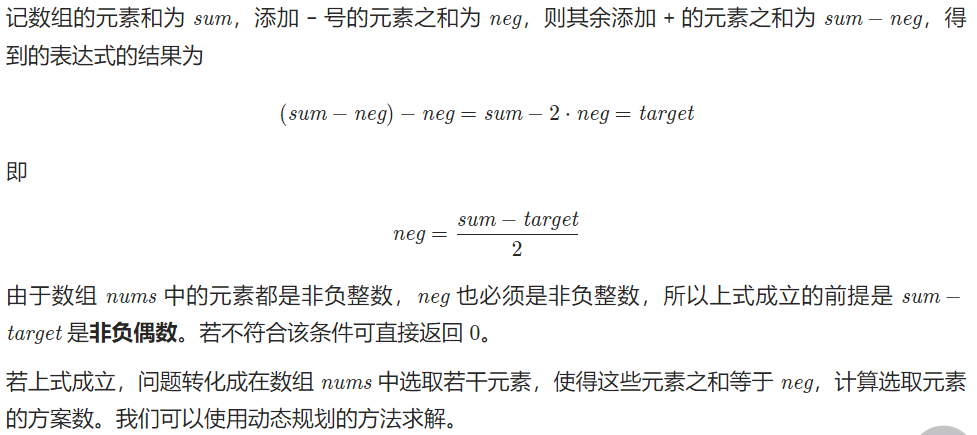 记数组的元素和为 sum，添加 - 号的元素之和为 neg，则其余添加 + 的元素之和为 sum − neg，得
到的表达式的结果为
(sum − neg) − neg = sum − 2 · neg = target
即
neg = \frac{sum − target}{2}
由于数组 nums 中的元素都是非负整数，neg 也必须是非负整数，所以上式成立的前提是 sum −
target 是非负偶数。若不符合该条件可直接返回 0。
若上式成立，问题转化成在数组 nums 中选取若干元素，使得这些元素之和等于 neg，计算选取元素
的方案数。我们可以使用动态规划的方法求解。